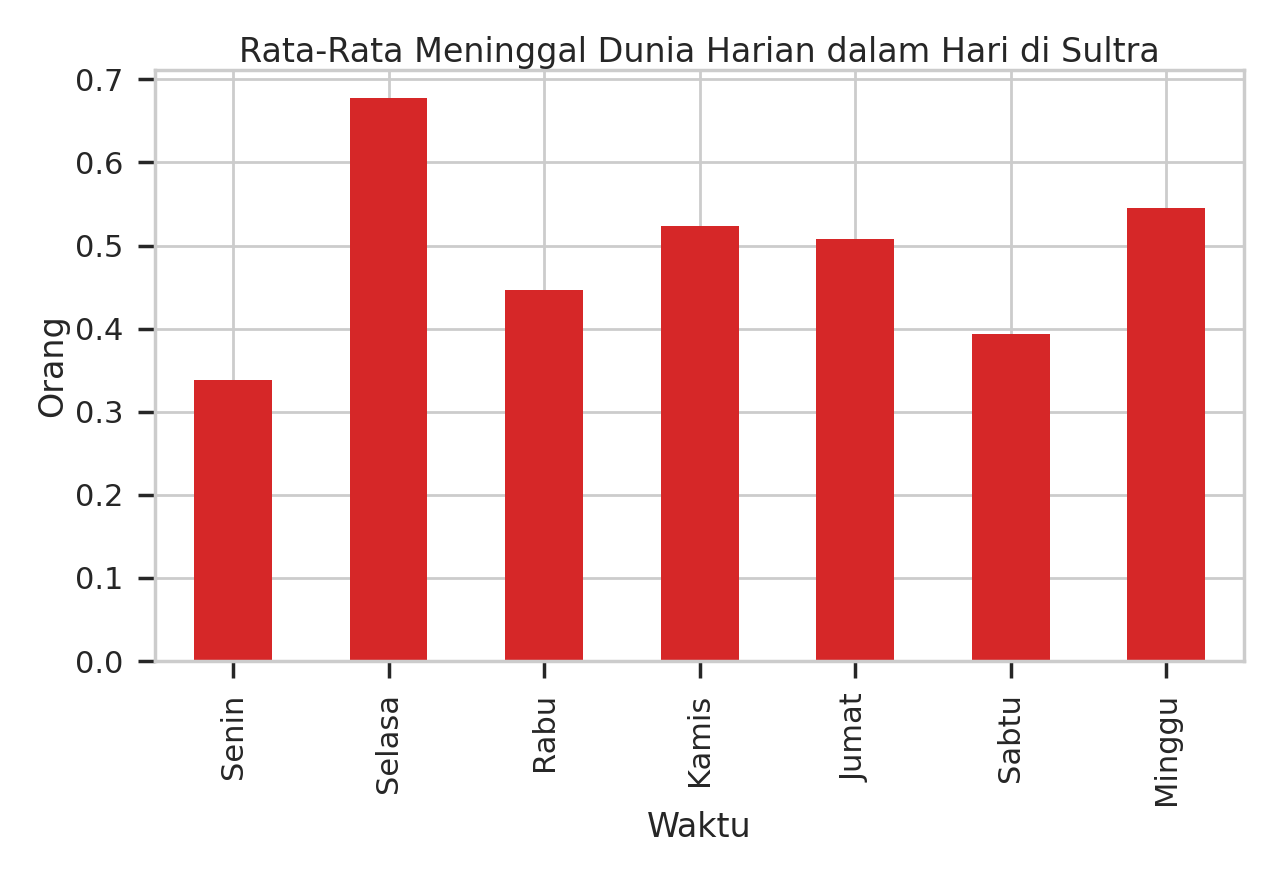 Rata-Rata Meninggal Dunia Harian dalam Hari di Sultra
0.7
0.6
0.5
0.4
0.3
0.2
0.1
0.0
Orang
Senin
Selasa
Rabu
Kamis
Jumat
Sabtu
Minggu
Waktu